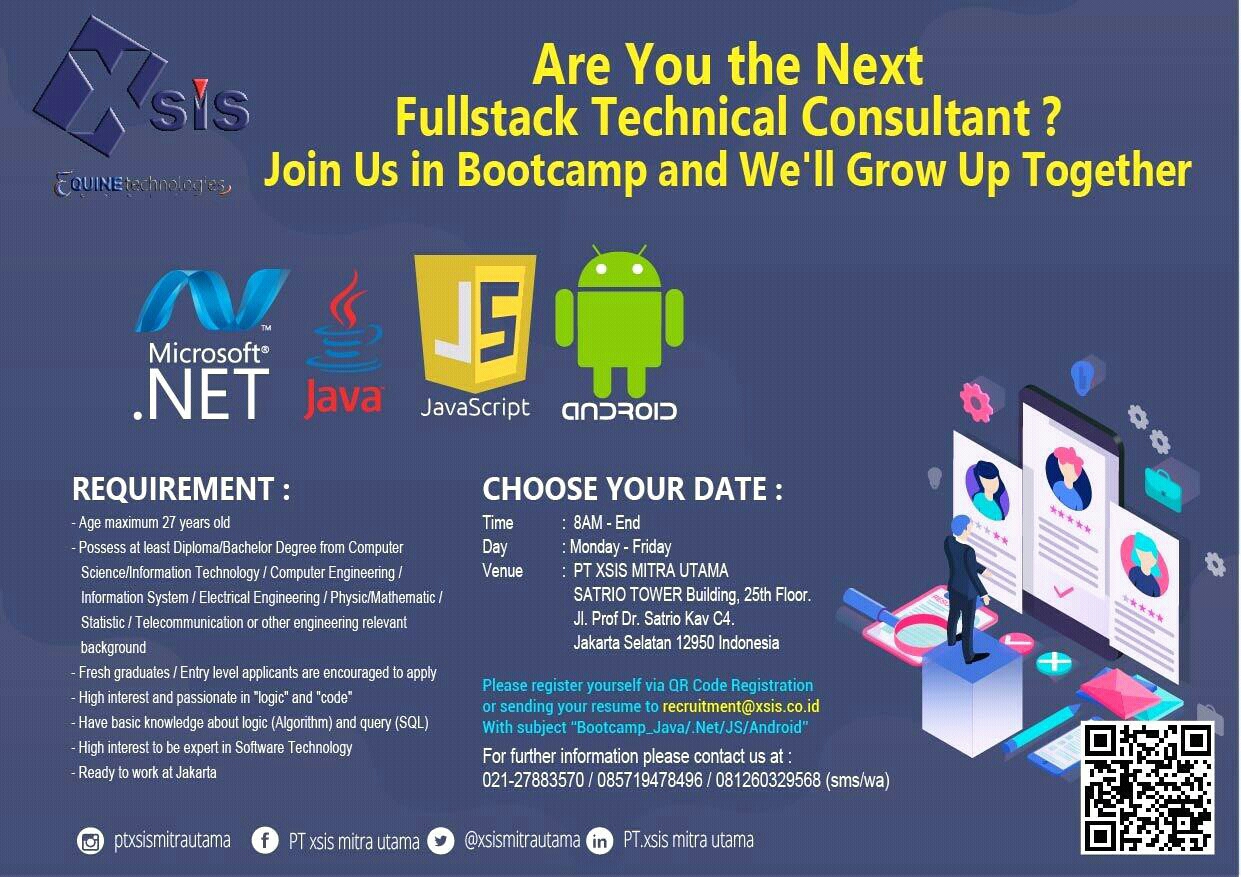 Xsis
EQUINE technologies
Are You the Next
Fullstack Technical Consultant ?
Join Us in Bootcamp and We'll Grow Up Together
Microsoft®
.NET
™
Java
JS
JavaScript
ANDROID
REQUIREMENT :
- Age maximum 27 years old
- Possess at least Diploma/Bachelor Degree from Computer
Science/Information Technology / Computer Engineering /
Information System / Electrical Engineering / Physic/Mathematic /
Statistic / Telecommunication or other engineering relevant
background
- Fresh graduates / Entry level applicants are encouraged to apply
- High interest and passionate in "logic" and "code"
- Have basic knowledge about logic (Algorithm) and query (SQL)
- High interest to be expert in Software Technology
- Ready to work at Jakarta
CHOOSE YOUR DATE :
Time : 8AM - End
Day : Monday - Friday
Venue : PT XSIS MITRA UTAMA
SATRIO TOWER Building, 25th Floor.
Jl. Prof Dr. Satrio Kav C4.
Jakarta Selatan 12950 Indonesia
Please register yourself via QR Code Registration
or sending your resume to recruitment@xsis.co.id
With subject “Bootcamp_Java/.Net/JS/Android”
For further information please contact us at :
021-27883570 / 085719478496 / 081260329568 (sms/wa)
ptxsismitrautama PT xsis mitra utama @xsismitrautama PT.xsis mitra utama